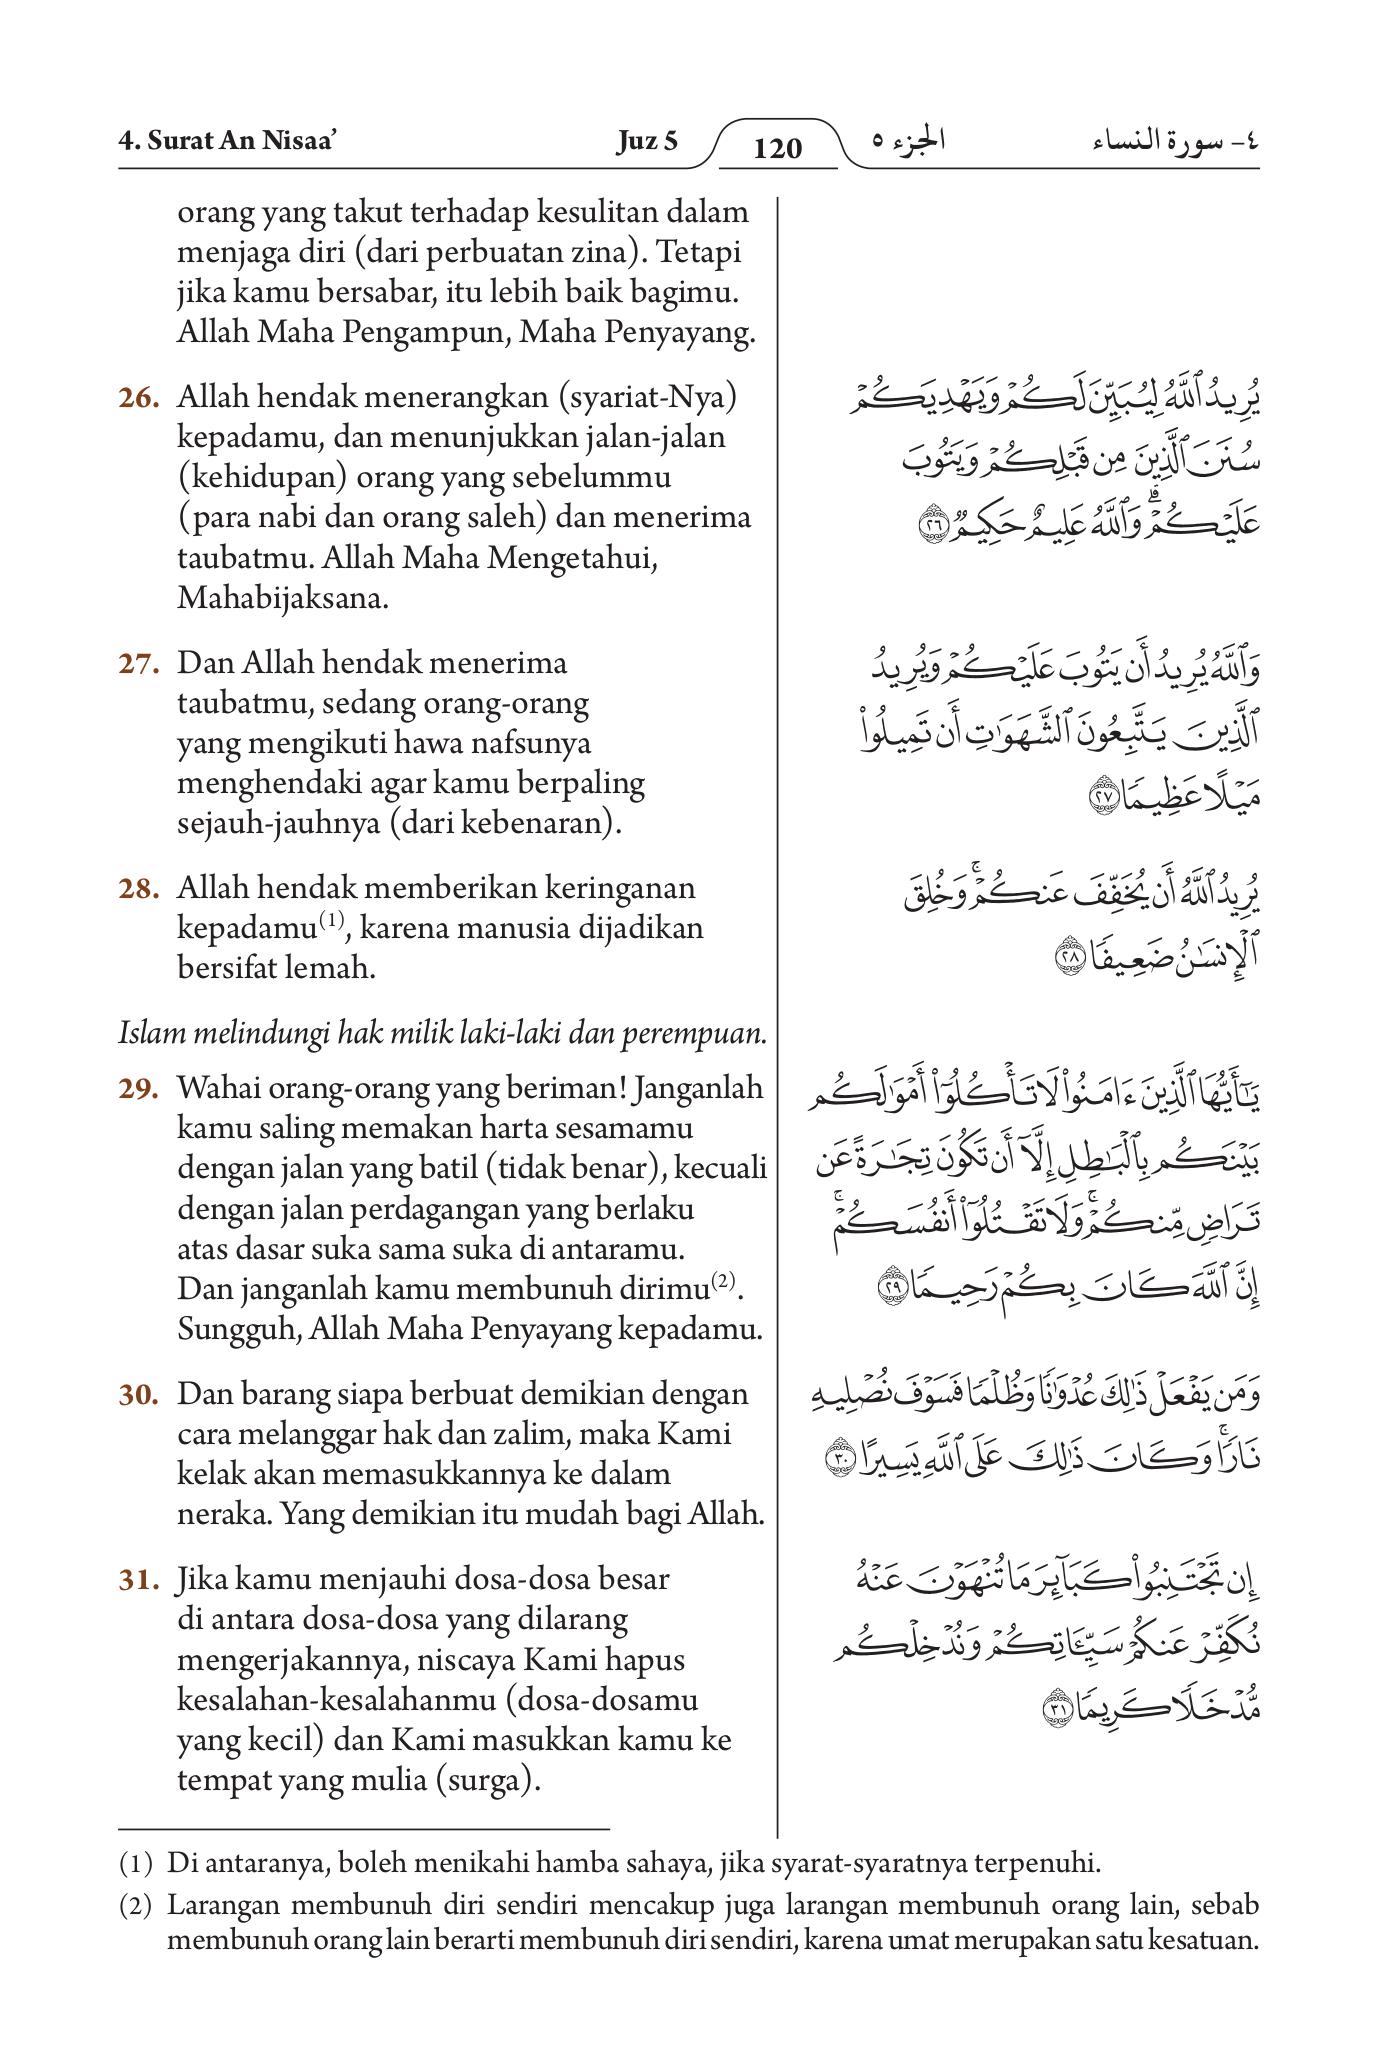 4. Surat An Nisaa’ Juz 5 120 الجزء ٥ ٤- سورة النساء
orang yang takut terhadap kesulitan dalam
menjaga diri (dari perbuatan zina). Tetapi
jika kamu bersabar, itu lebih baik bagimu.
Allah Maha Pengampun, Maha Penyayang.
26. Allah hendak menerangkan (syariat-Nya)
kepadamu, dan menunjukkan jalan-jalan
(kehidupan) orang yang sebelummu
(para nabi dan orang saleh) dan menerima
taubatmu. Allah Maha Mengetahui,
Mahabijaksana.
يُرِيدُ ٱللَّهُ لِيُبَيِّنَ لَكُمۡ وَيَهۡدِيَكُمۡ
سُنَنَ ٱلَّذِينَ مِن قَبۡلِكُمۡ وَيَتُوبَ
عَلَيۡكُمۡۗ وَٱللَّهُ عَلِيمٌ حَكِيمٌ ٢٦
27. Dan Allah hendak menerima
taubatmu, sedang orang-orang
yang mengikuti hawa nafsunya
menghendaki agar kamu berpaling
sejauh-jauhnya (dari kebenaran).
وَٱللَّهُ يُرِيدُ أَن يَتُوبَ عَلَيۡكُمۡ وَيُرِيدُ
ٱلَّذِينَ يَتَّبِعُونَ ٱلشَّهَوَٰتِ أَن تَمِيلُواْ
مَيۡلًا عَظِيمٗا ٢٧
28. Allah hendak memberikan keringanan
kepadamu(1), karena manusia dijadikan
bersifat lemah.
يُرِيدُ ٱللَّهُ أَن يُخَفِّفَ عَنكُمۡۚ وَخُلِقَ
ٱلۡإِنسَٰنُ ضَعِيفٗا ٢٨
Islam melindungi hak milik laki-laki dan perempuan.
29. Wahai orang-orang yang beriman! Janganlah
kamu saling memakan harta sesamamu
dengan jalan yang batil (tidak benar), kecuali
dengan jalan perdagangan yang berlaku
atas dasar suka sama suka di antaramu.
Dan janganlah kamu membunuh dirimu(2).
Sungguh, Allah Maha Penyayang kepadamu.
يَٰٓأَيُّهَا ٱلَّذِينَ ءَامَنُواْ لَا تَأۡكُلُوٓاْ أَمۡوَٰلَكُم
بَيۡنَكُم بِٱلۡبَٰطِلِ إِلَّآ أَن تَكُونَ تِجَٰرَةً عَن
تَرَاضٖ مِّنكُمۡۚ وَلَا تَقۡتُلُوٓاْ أَنفُسَكُمۡۚ
إِنَّ ٱللَّهَ كَانَ بِكُمۡ رَحِيمٗا ٢٩
30. Dan barang siapa berbuat demikian dengan
cara melanggar hak dan zalim, maka Kami
kelak akan memasukkannya ke dalam
neraka. Yang demikian itu mudah bagi Allah.
وَمَن يَفۡعَلۡ ذَٰلِكَ عُدۡوَٰنٗا وَظُلۡمٗا فَسَوۡفَ نُصۡلِيهِ
نَارٗاۚ وَكَانَ ذَٰلِكَ عَلَى ٱللَّهِ يَسِيرًا ٣٠
31. Jika kamu menjauhi dosa-dosa besar
di antara dosa-dosa yang dilarang
mengerjakannya, niscaya Kami hapus
kesalahan-kesalahanmu (dosa-dosamu
yang kecil) dan Kami masukkan kamu ke
tempat yang mulia (surga).
إِن تَجۡتَنِبُواْ كَبَآئِرَ مَا تُنۡهَوۡنَ عَنۡهُ
نُكَفِّرۡ عَنكُمۡ سَيِّـَٔاتِكُمۡ وَنُدۡخِلۡكُم
مُّدۡخَلٗا كَرِيمٗا ٣١
(1) Di antaranya, boleh menikahi hamba sahaya, jika syarat-syaratnya terpenuhi.
(2) Larangan membunuh diri sendiri mencakup juga larangan membunuh orang lain, sebab
membunuh orang lain berarti membunuh diri sendiri, karena umat merupakan satu kesatuan.